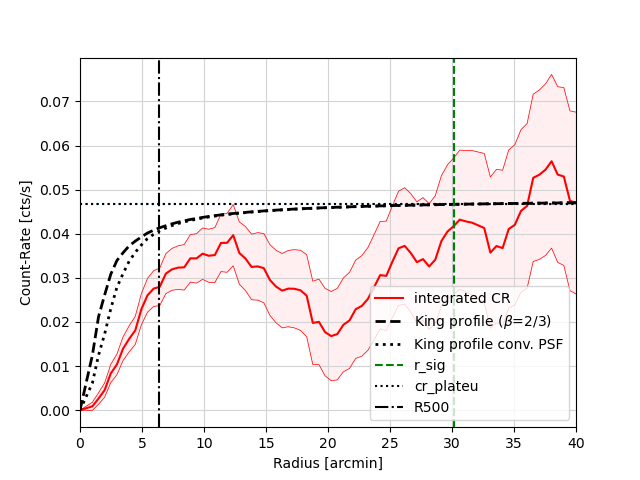 0.07
0.06
0.05
0.04
0.03
0.02
0.01
0.00
Count-Rate [cts/s]
integrated CR
King profile (β=2/3)
King profile conv. PSF
r_sig
cr_plateu
R500
0 5 10 15 20 25 30 35 40
Radius [arcmin]